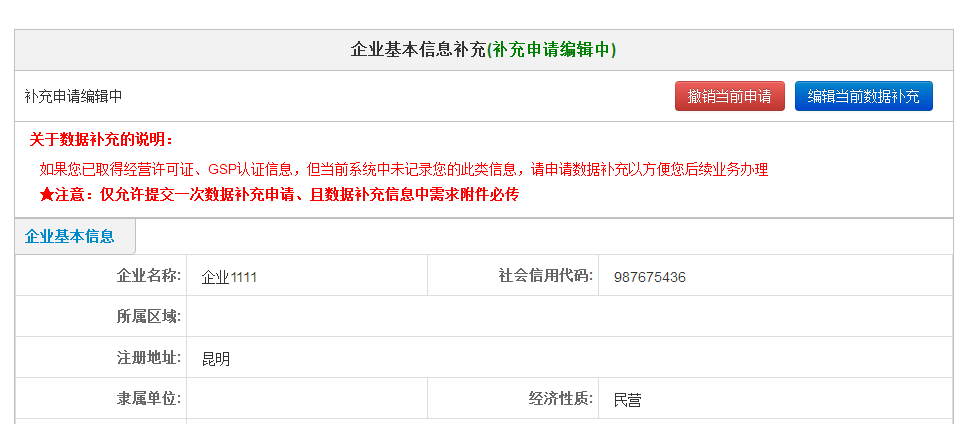 企业基本信息补充(补充申请编辑中)
补充申请编辑中 撤销当前申请 编辑当前数据补充
关于数据补充的说明：
如果您已取得经营许可证、GSP认证信息，但当前系统中未记录您的此类信息，请申请数据补充以方便您后续业务办理
★注意：仅允许提交一次数据补充申请、且数据补充信息中需求附件必传
企业基本信息
企业名称: 企业1111 社会信用代码: 987675436
所属区域:
注册地址: 昆明
隶属单位: 经济性质: 民营